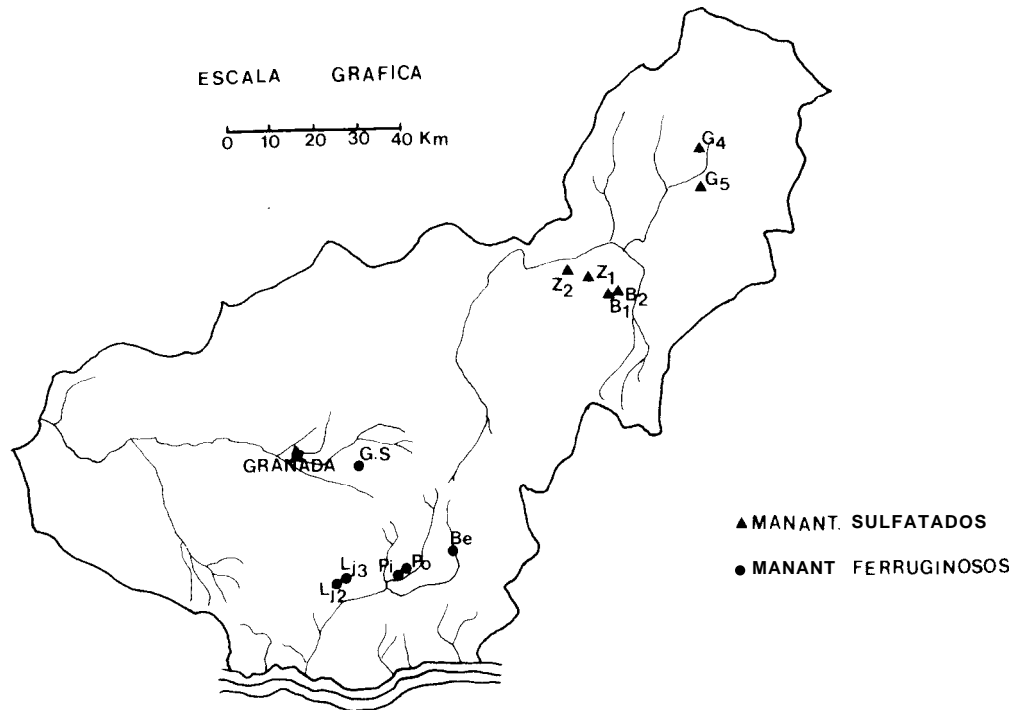 ESCALA GRAFICA
0 10 20 30 40 Km
G4
G5
Z2
Z1
B2
B1
GRANADA
G.S
Be
Lj3
Lj2
Pi
Po
▲ MANANT. SULFATADOS
● MANANT FERRUGINOSOS